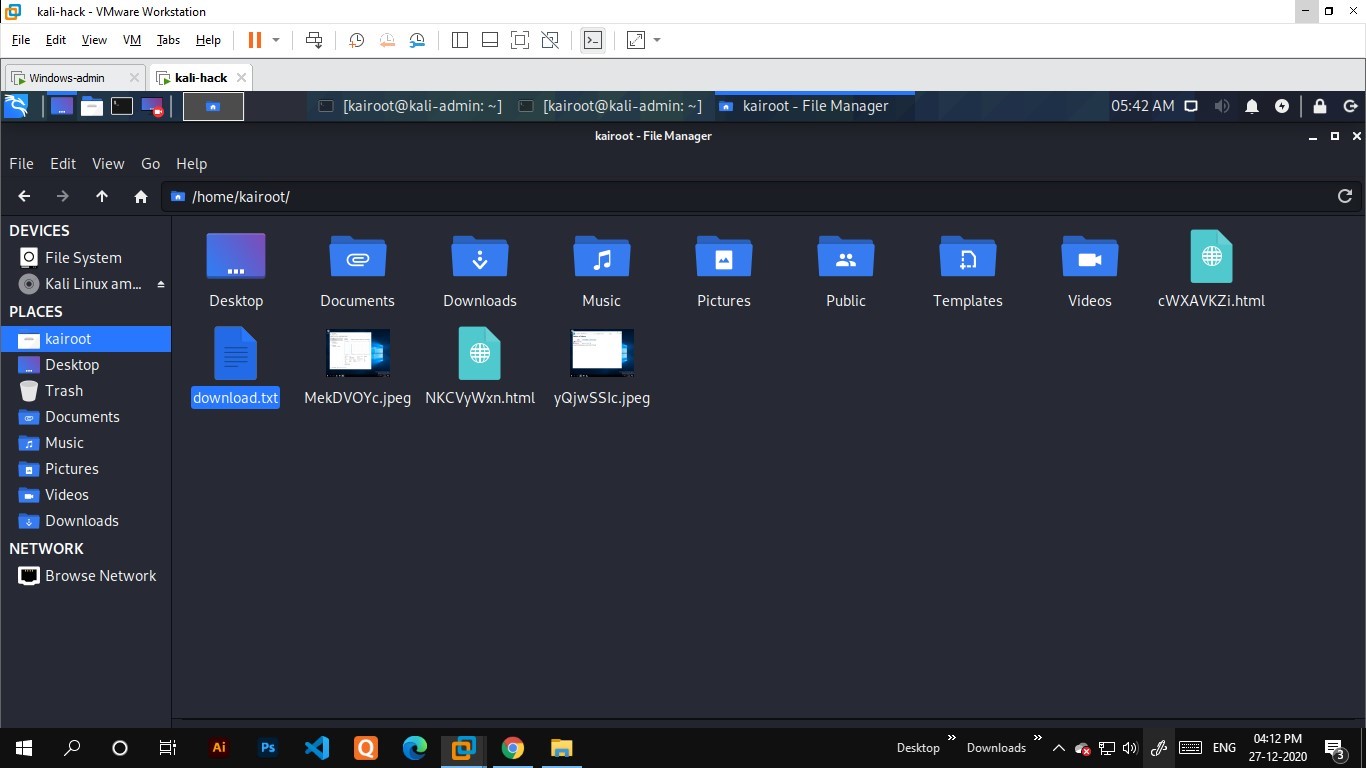 kali-hack - VMware Workstation
File Edit View VM Tabs Help
Windows-admin kali-hack
[kairoot@kali-admin: ~] [kairoot@kali-admin: ~] kairoot - File Manager 05:42 AM
kairoot - File Manager
File Edit View Go Help
/home/kairoot/
DEVICES
File System
Kali Linux am...
PLACES
kairoot
Desktop
Trash
Documents
Music
Pictures
Videos
Downloads
NETWORK
Browse Network
Desktop Documents Downloads Music Pictures Public Templates Videos cWXAVKZi.html
download.txt MekDVOYc.jpeg NKCVyWxn.html yQjwSSIc.jpeg
Ai Ps Desktop » Downloads » ENG 04:12 PM
27-12-2020 3